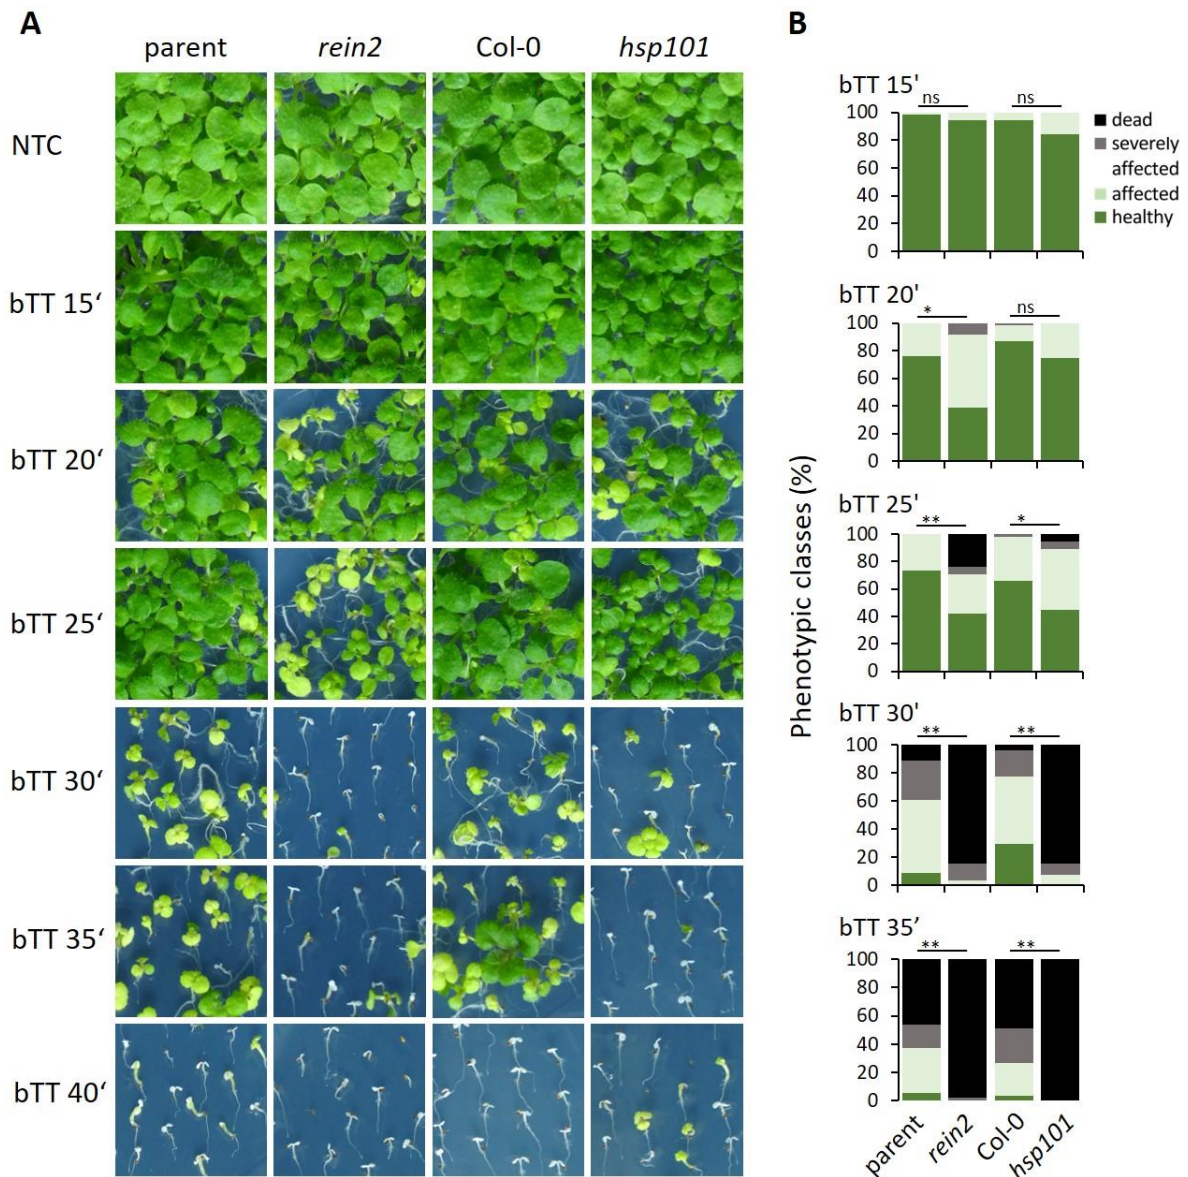 A
parent rein2 Col-0 hsp101
NTC
bTT 15‘
bTT 20‘
bTT 25‘
bTT 30‘
bTT 35‘
bTT 40‘
B
Phenotypic classes (%)
bTT 15'
ns ns
100
80
60
40
20
0
dead
severely
affected
affected
healthy
bTT 20'
* ns
100
80
60
40
20
0
bTT 25'
** *
100
80
60
40
20
0
bTT 30'
** **
100
80
60
40
20
0
bTT 35’
** **
100
80
60
40
20
0
parent rein2 Col-0 hsp101